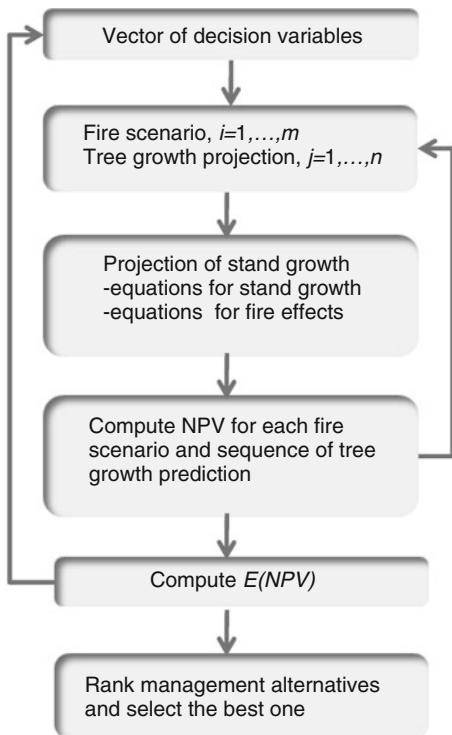 Vector of decision variables
Fire scenario, i=1,...,m
Tree growth projection, j=1,...,n
Projection of stand growth
-equations for stand growth
-equations for fire effects
Compute NPV for each fire
scenario and sequence of tree
growth prediction
Compute E(NPV)
Rank management alternatives
and select the best one